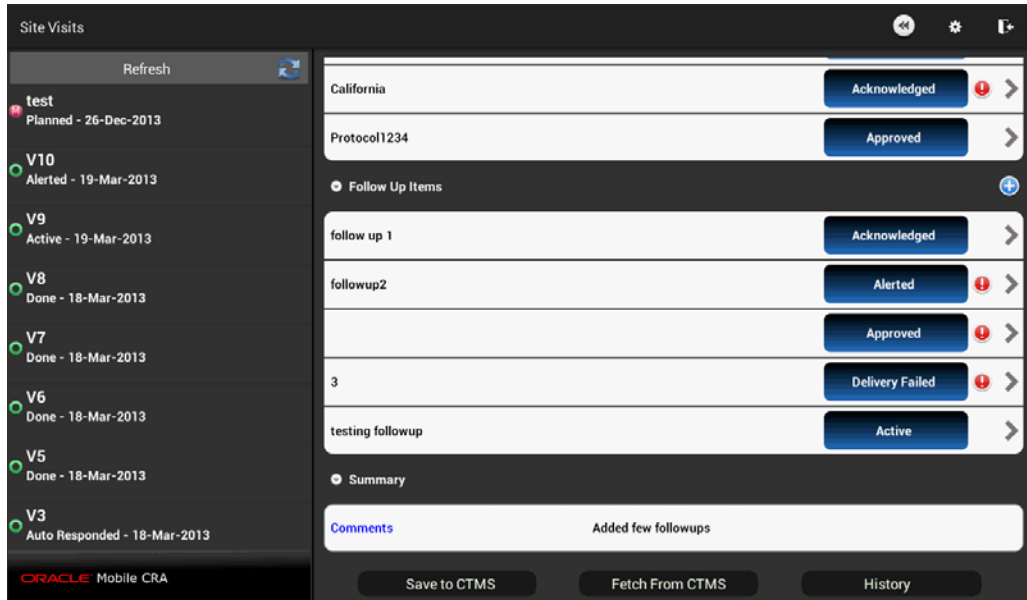 Site Visits
Refresh
test
Planned - 26-Dec-2013
V10
Alerted - 19-Mar-2013
V9
Active - 19-Mar-2013
V8
Done - 18-Mar-2013
V7
Done - 18-Mar-2013
V6
Done - 18-Mar-2013
V5
Done - 18-Mar-2013
V3
Auto Responded - 18-Mar-2013
ORACLE Mobile CRA
California Acknowledged
Protocol1234 Approved
Follow Up Items
follow up 1 Acknowledged
followup2 Alerted
Approved
3 Delivery Failed
testing followup Active
Summary
Comments Added few followups
Save to CTMS Fetch From CTMS History